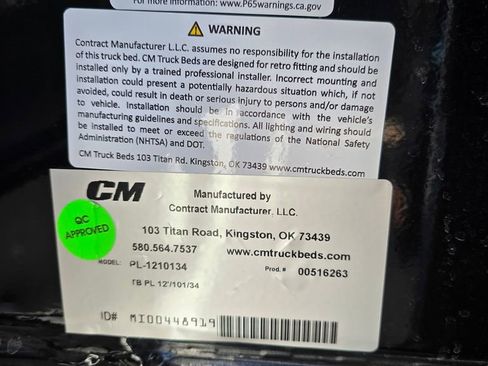 For more information: www.P65warnings.ca.gov
WARNING
Contract Manufacturer L.L.C. assumes no responsibility for the installation
of this truck bed. CM Truck Beds are designed for retro fitting and should be
installed only by a trained professional installer. Incorrect mounting and
installation could present a potentially hazardous situation which, if not
avoided, could result in death or serious injury to persons and/or damage
to vehicle. Installation should be in accordance with the vehicle's
manufacturing guidelines and specifications. All lighting and wiring should
be installed to meet or exceed the regulations of the National Safety
Administration (NHTSA) and DOT.
CM Truck Beds 103 Titan Rd. Kingston, OK 73439 www.cmtruckbeds.com
CM
Manufactured by
Contract Manufacturer, LLC.
QC
APPROVED
103 Titan Road, Kingston, OK 73439
580.564.7537 www.cmtruckbeds.com
MODEL: PL-1210134 Prod. # 00516263
TB PL 12'/101/34
ID# MI00448919